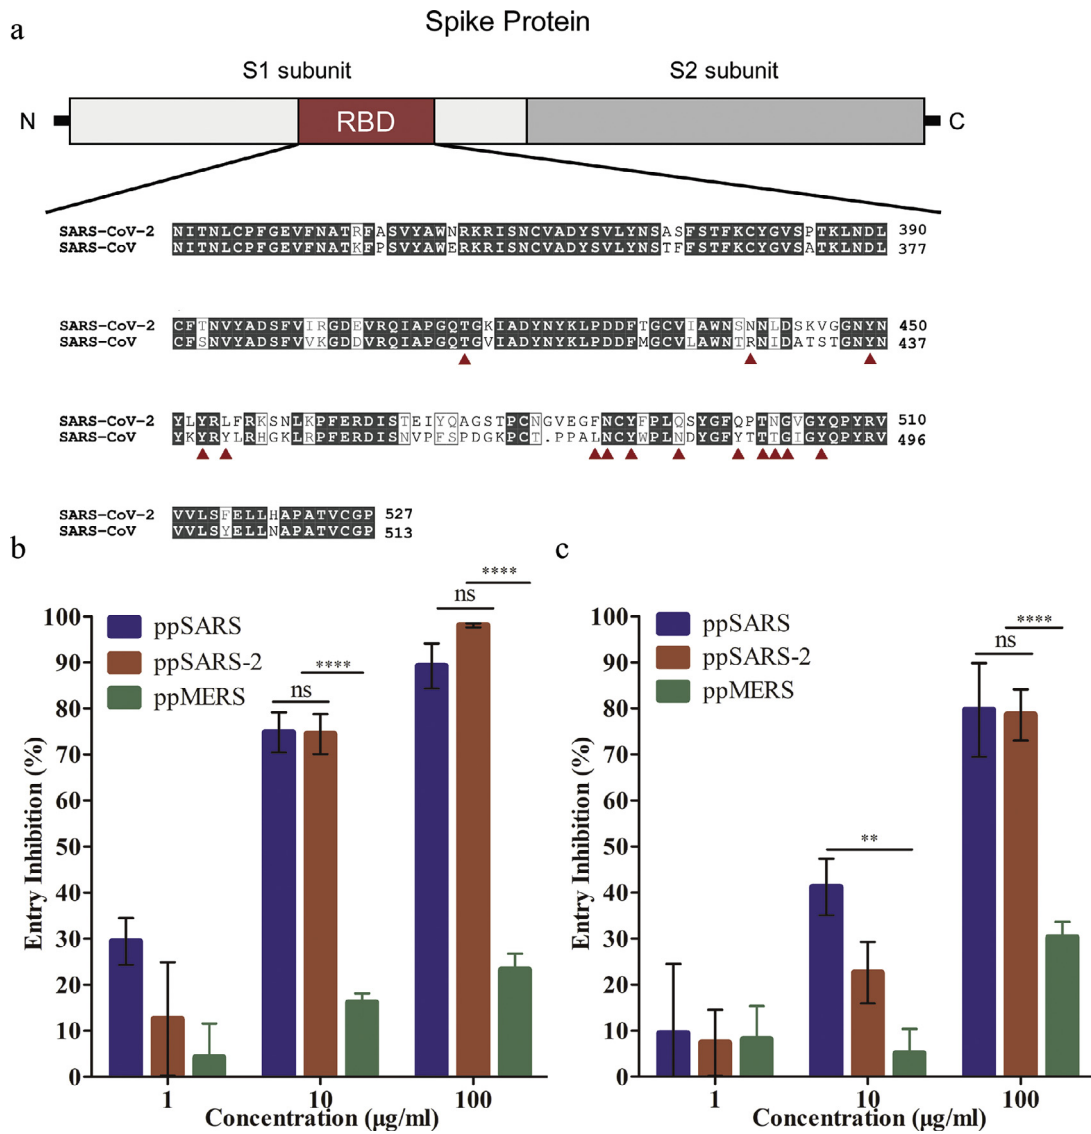 a
Spike Protein
S1 subunit
S2 subunit
N
RBD
C
SARS-CoV-2 NITNLCPFGEVFNATRFASVYAWNRKRISNCVADYSVLYNSASFSTFKCYGVSPTKLNDL 390
SARS-CoV NITNLCPFGEVFNATKFPSVYAWERKRISNCVADYSVLYNSTFFSTFKCYGVSATKLNDL 377
SARS-CoV-2 CFTNVYADSFVIRGDEVRQIAPGQTGKIADYNYKLPDDFTGCVIAWNSNNLDSKVGGNYN 450
SARS-CoV CFSNVYADSFVVKGDDVRQIAPGQTGVIADYNYKLPDDFMGCVLAWNTRNIDATSTGNYN 437
SARS-CoV-2 YLYRLFRKSNLKPFERDISTEIYQAGSTPCNGVEGFNCYFPLQSYGFQPTNGVGYQPYRV 510
SARS-CoV YKYRYLRHGKLRPFERDISNVPFSPDGKPCT.PPALNCYWPLNDYGFYTTTGIGYQPYRV 496
SARS-CoV-2 VVLSFELLHAPATVCGP 527
SARS-CoV VVLSYELLNAPATVCGP 513
b
ppSARS
ppSARS-2
ppMERS
ns
****
ns
****
Entry Inhibition (%)
100
90
80
70
60
50
40
30
20
10
0
1 10 100
Concentration (µg/ml)
c
ppSARS
ppSARS-2
ppMERS
**
ns
****
Entry Inhibition (%)
100
90
80
70
60
50
40
30
20
10
0
1 10 100
Concentration (µg/ml)